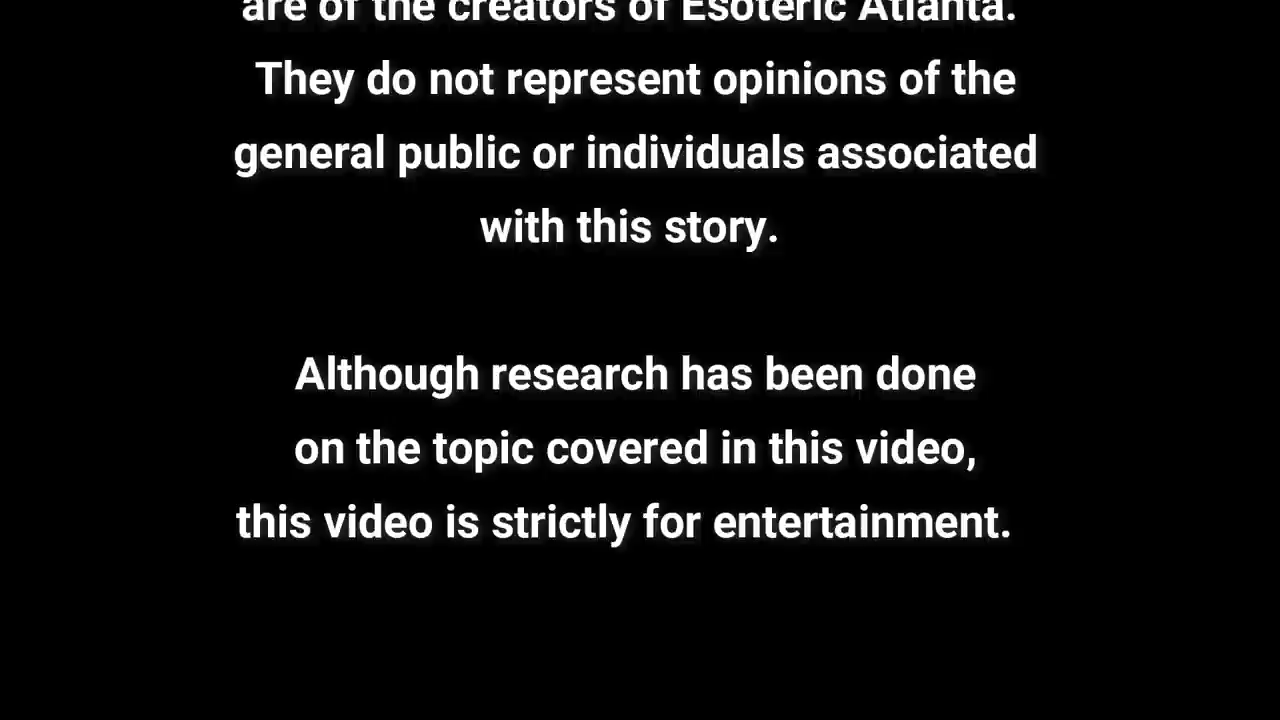 are of the creators of Esoteric Atlanta.
They do not represent opinions of the
general public or individuals associated
with this story.
Although research has been done
on the topic covered in this video,
this video is strictly for entertainment.